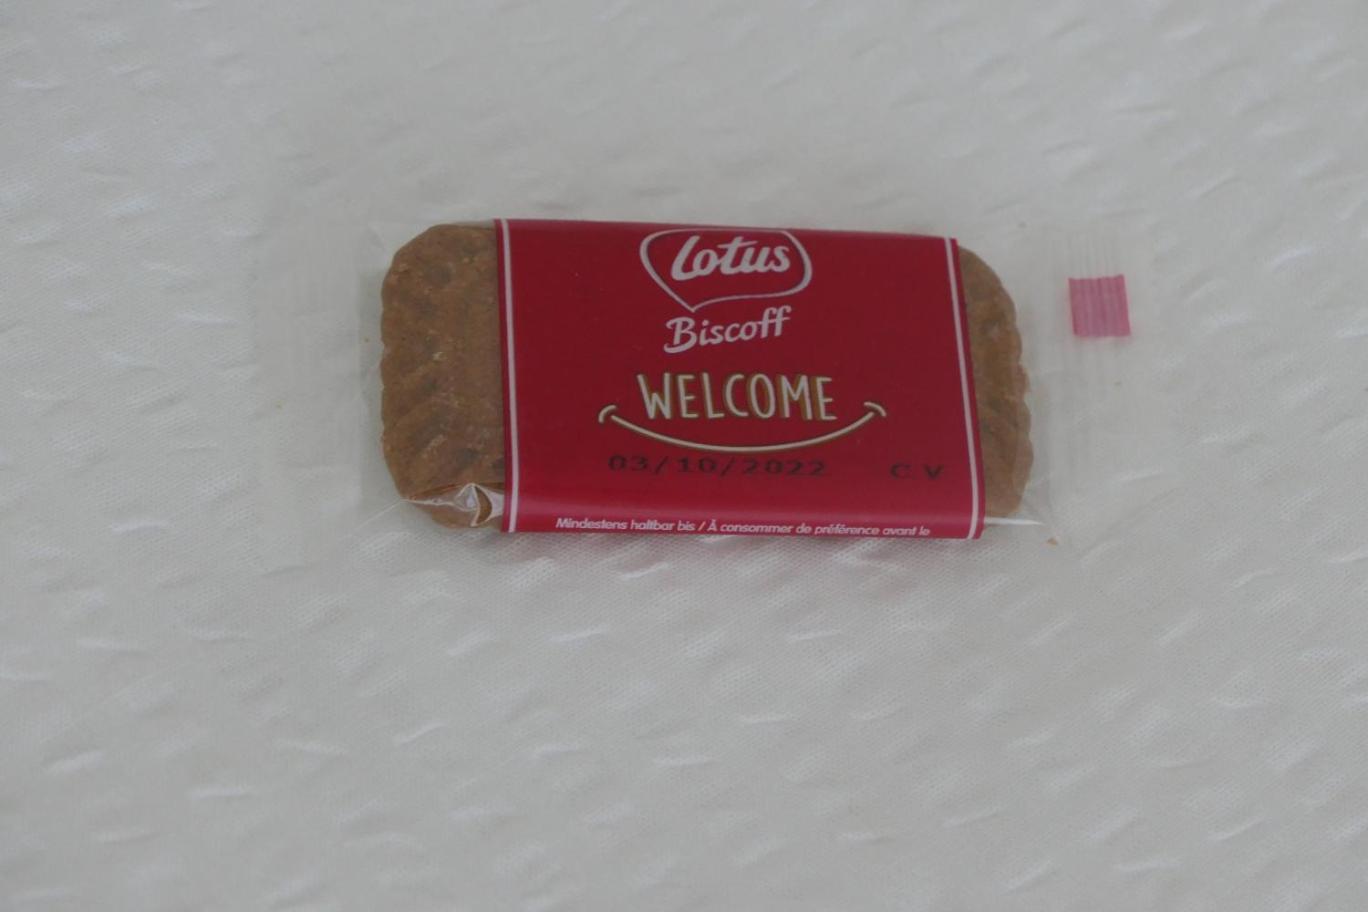 Lotus
Biscoff
WELCOME
03/10/2022 C V
Mindestens haltbar bis / À consommer de préférence avant le